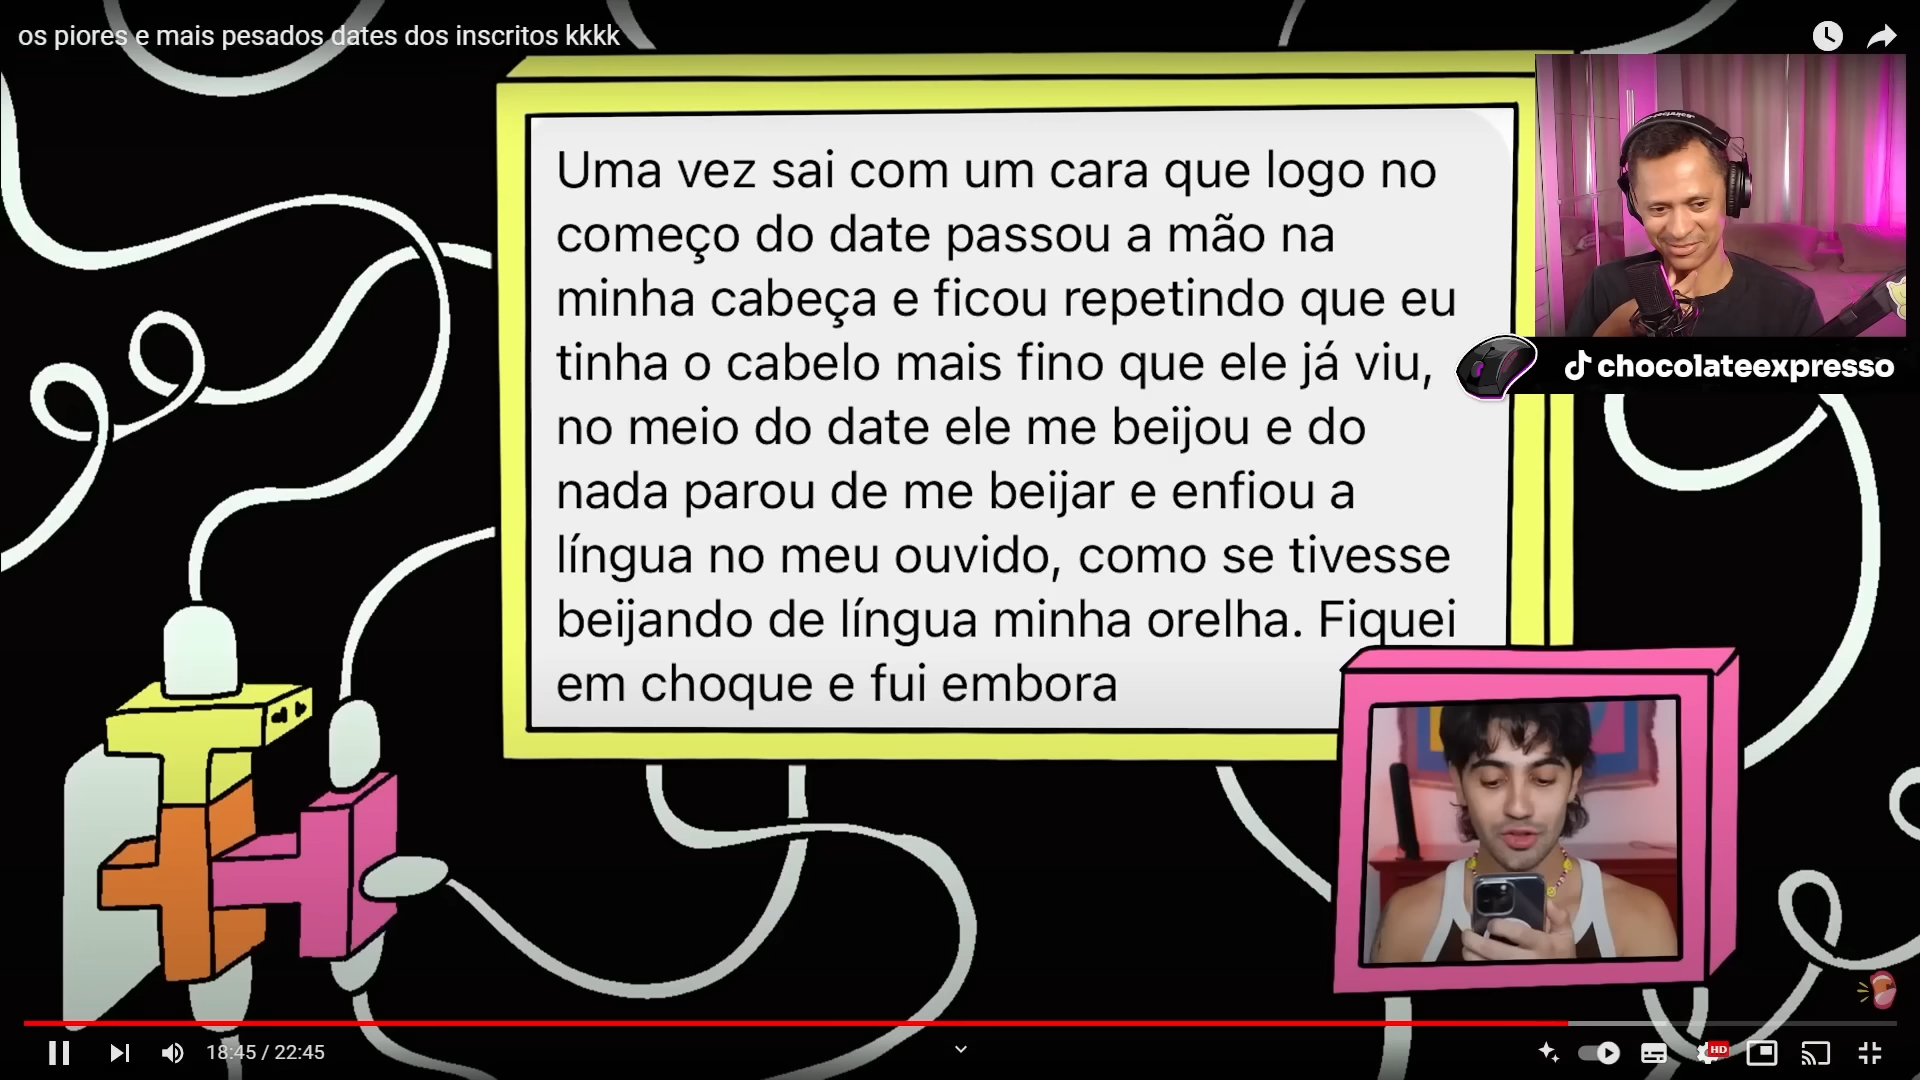 os piores e mais pesados dates dos inscritos kkkk
Uma vez sai com um cara que logo no
começo do date passou a mão na
minha cabeça e ficou repetindo que eu
tinha o cabelo mais fino que ele já viu,
no meio do date ele me beijou e do
nada parou de me beijar e enfiou a
língua no meu ouvido, como se tivesse
beijando de língua minha orelha. Fiquei
em choque e fui embora
chocolateexpresso
18:45 / 22:45
HD